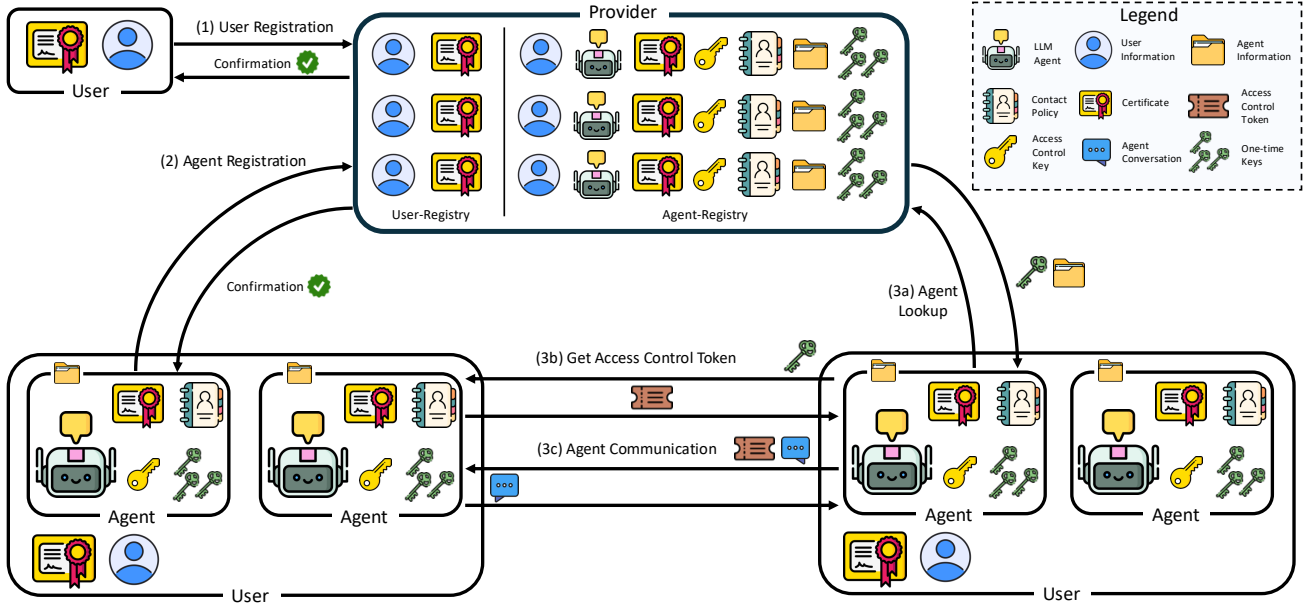 Provider
(1) User Registration
Confirmation
User
(2) Agent Registration
User-Registry
Agent-Registry
Confirmation
Legend
LLM
Agent
User
Information
Agent
Information
Contact
Policy
Certificate
Access
Control
Token
Access
Control
Key
Agent
Conversation
One-time
Keys
(3a) Agent
Lookup
(3b) Get Access Control Token
(3c) Agent Communication
Agent
Agent
User
Agent
Agent
User